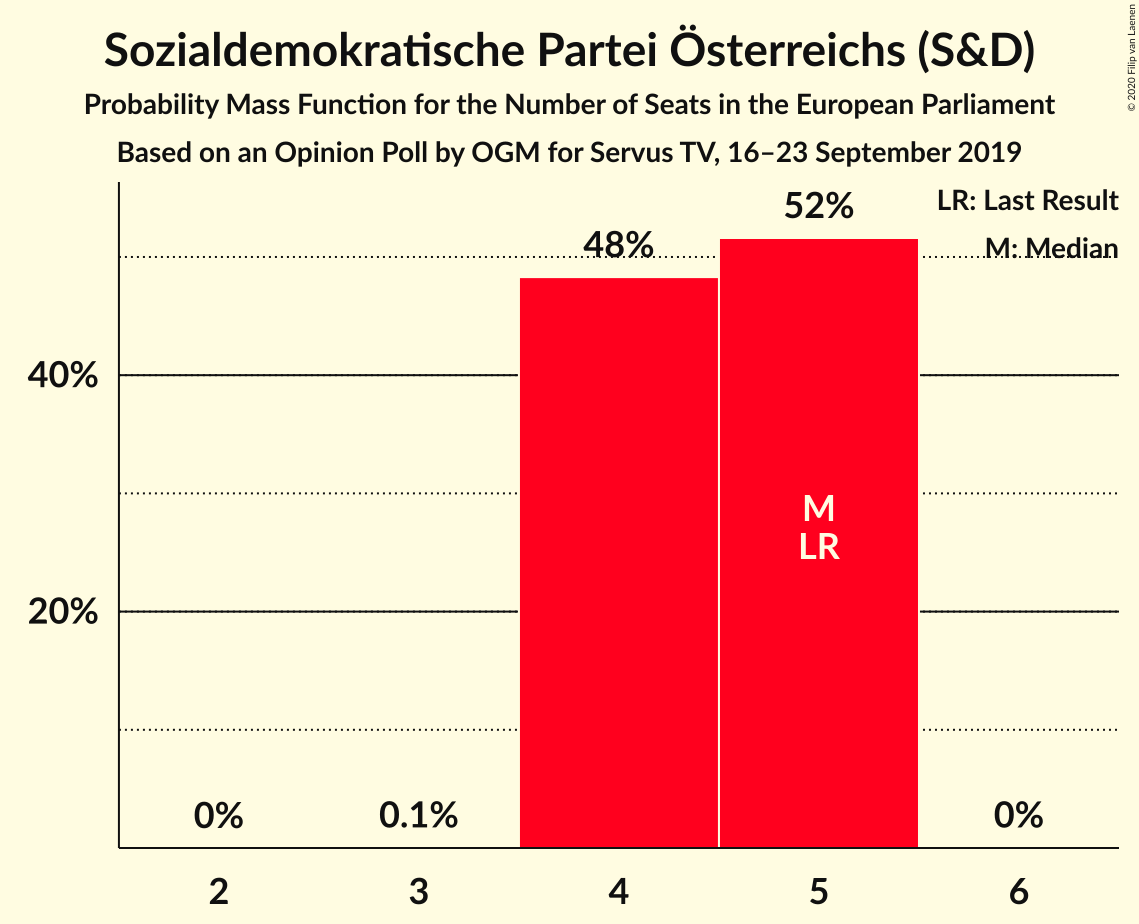 Sozialdemokratische Partei Österreichs (S&D)
Probability Mass Function for the Number of Seats in the European Parliament
Based on an Opinion Poll by OGM for Servus TV, 16–23 September 2019
© 2020 Filip van Laenen
LR: Last Result
M: Median
52%
48%
40%
20%
M
LR
0%
0.1%
0%
2
3
4
5
6